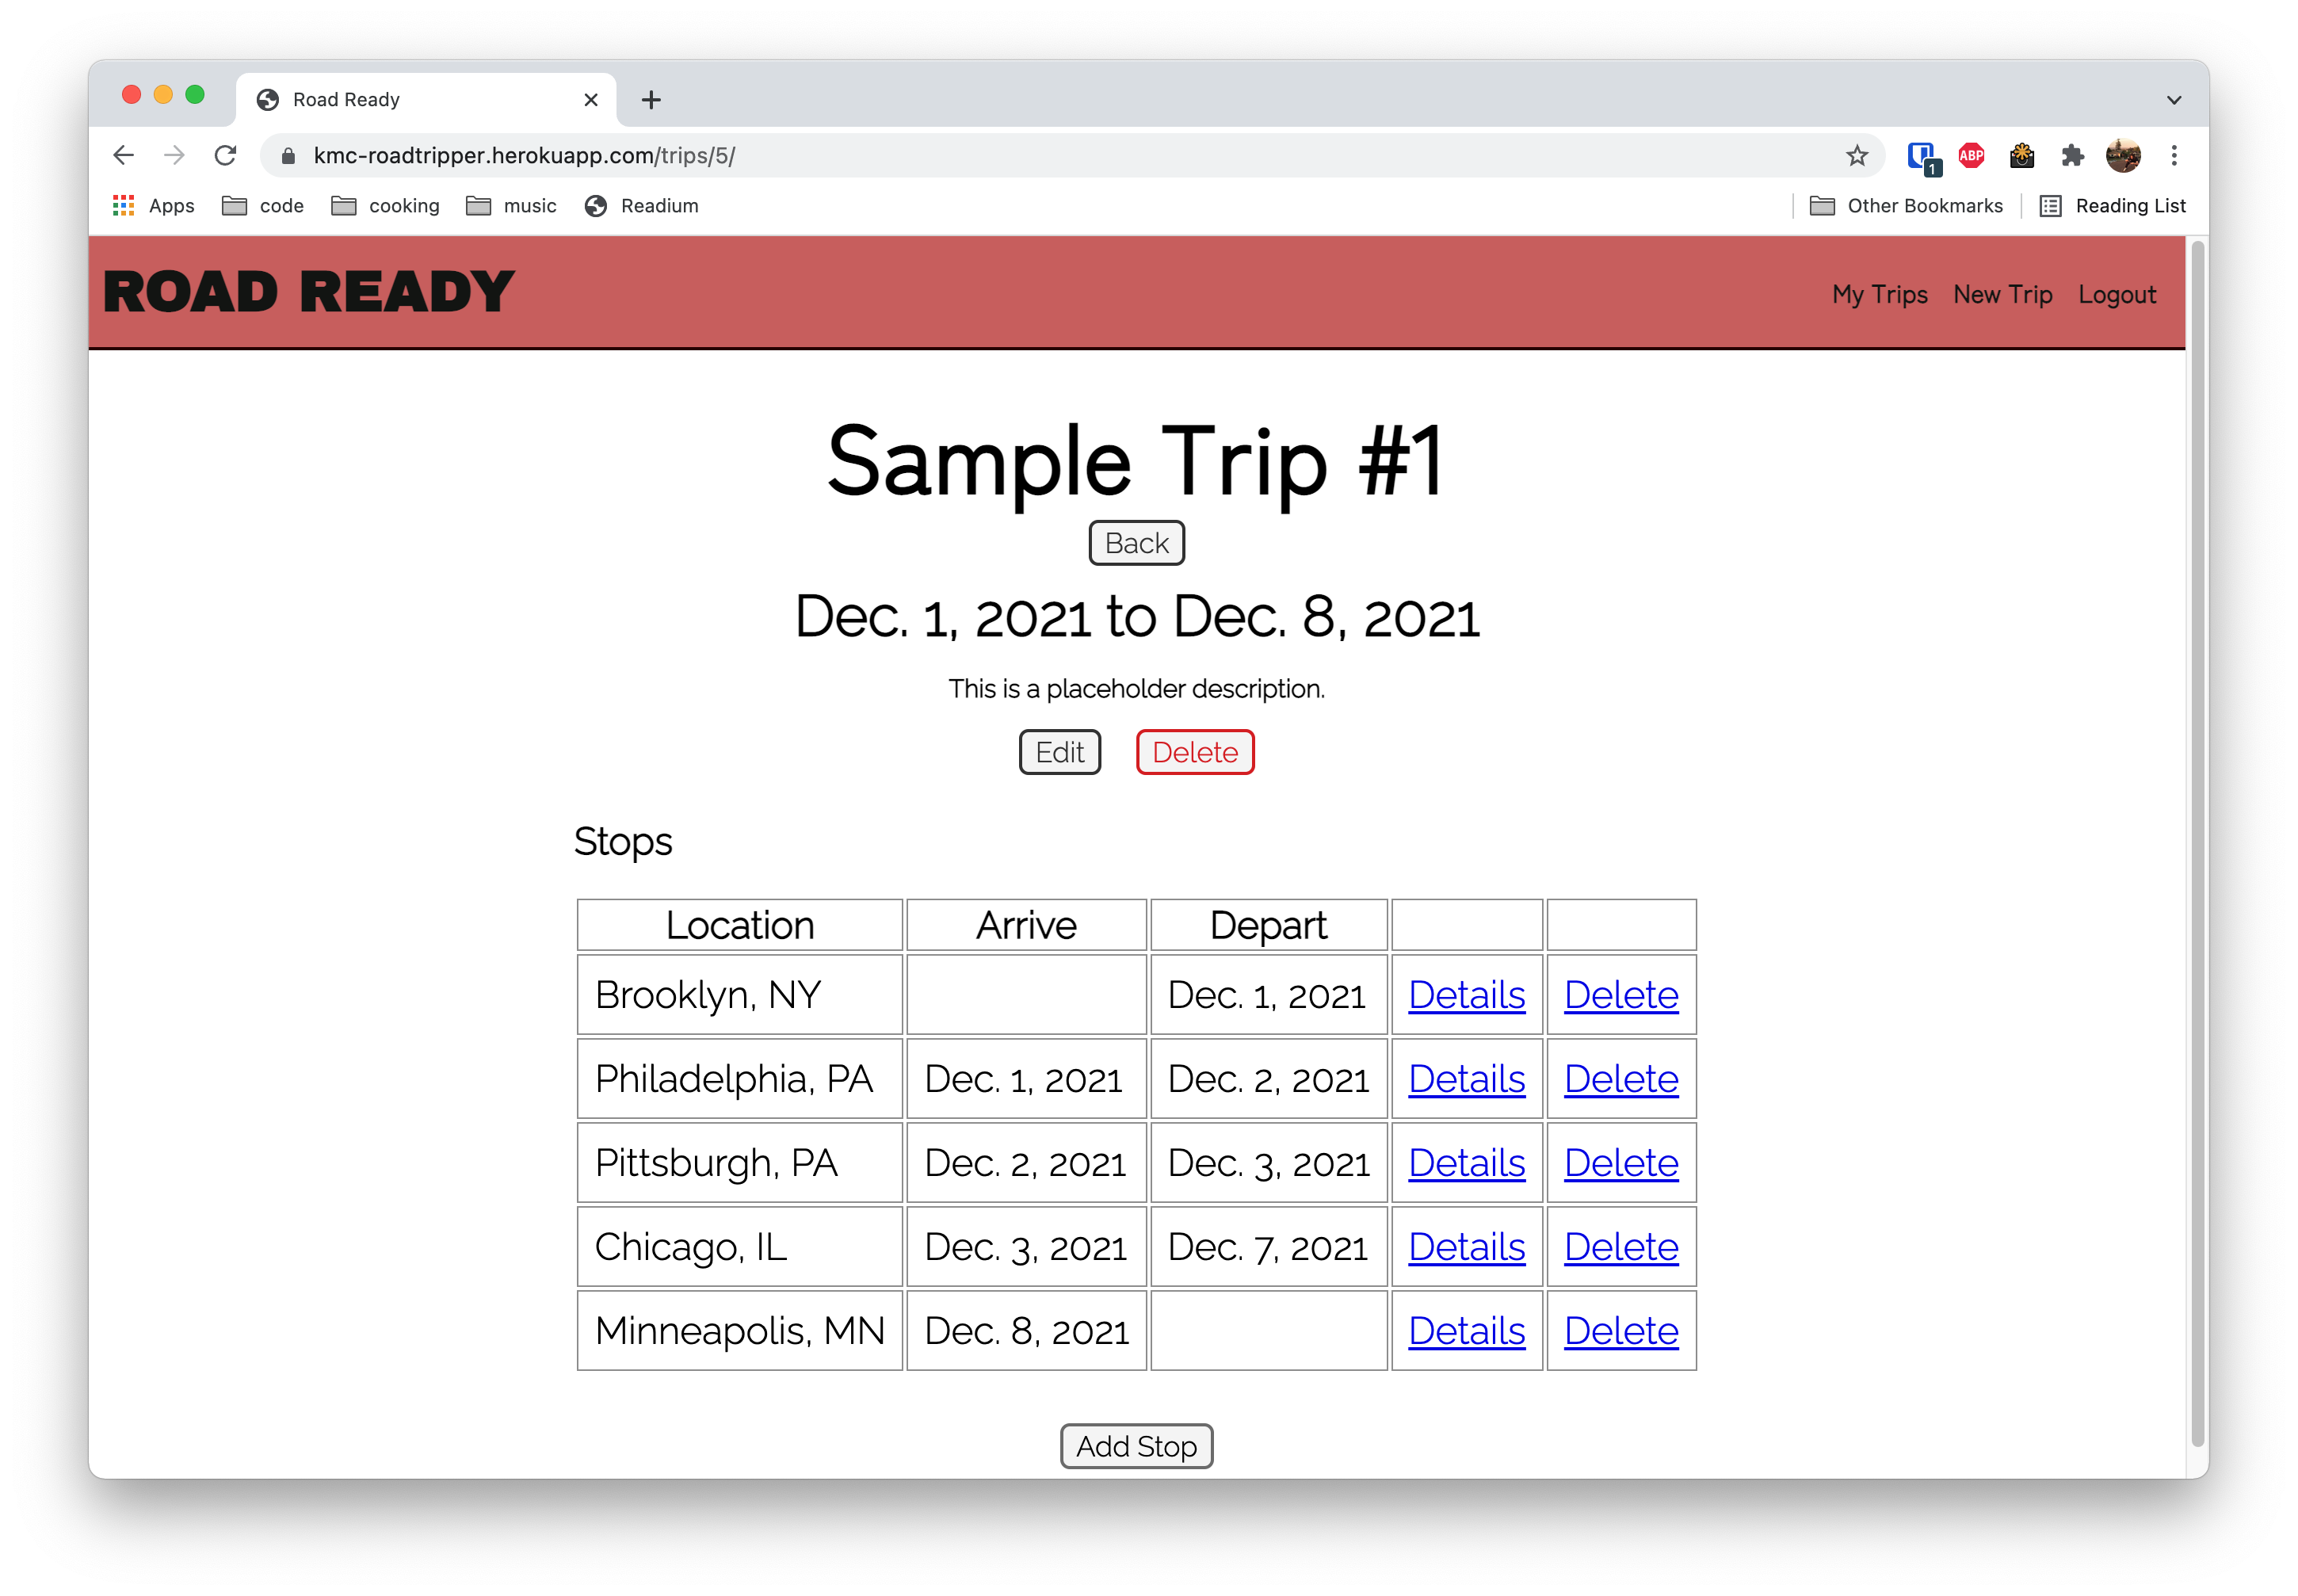 Road Ready
kmc-roadtripper.herokuapp.com/trips/5/
1
ABP
Apps code cooking music Readium Other Bookmarks Reading List
ROAD READY My Trips New Trip Logout
Sample Trip #1
Back
Dec. 1, 2021 to Dec. 8, 2021
This is a placeholder description.
Edit Delete
Stops
Location Arrive Depart
Brooklyn, NY Dec. 1, 2021 Details Delete
Philadelphia, PA Dec. 1, 2021 Dec. 2, 2021 Details Delete
Pittsburgh, PA Dec. 2, 2021 Dec. 3, 2021 Details Delete
Chicago, IL Dec. 3, 2021 Dec. 7, 2021 Details Delete
Minneapolis, MN Dec. 8, 2021 Details Delete
Add Stop